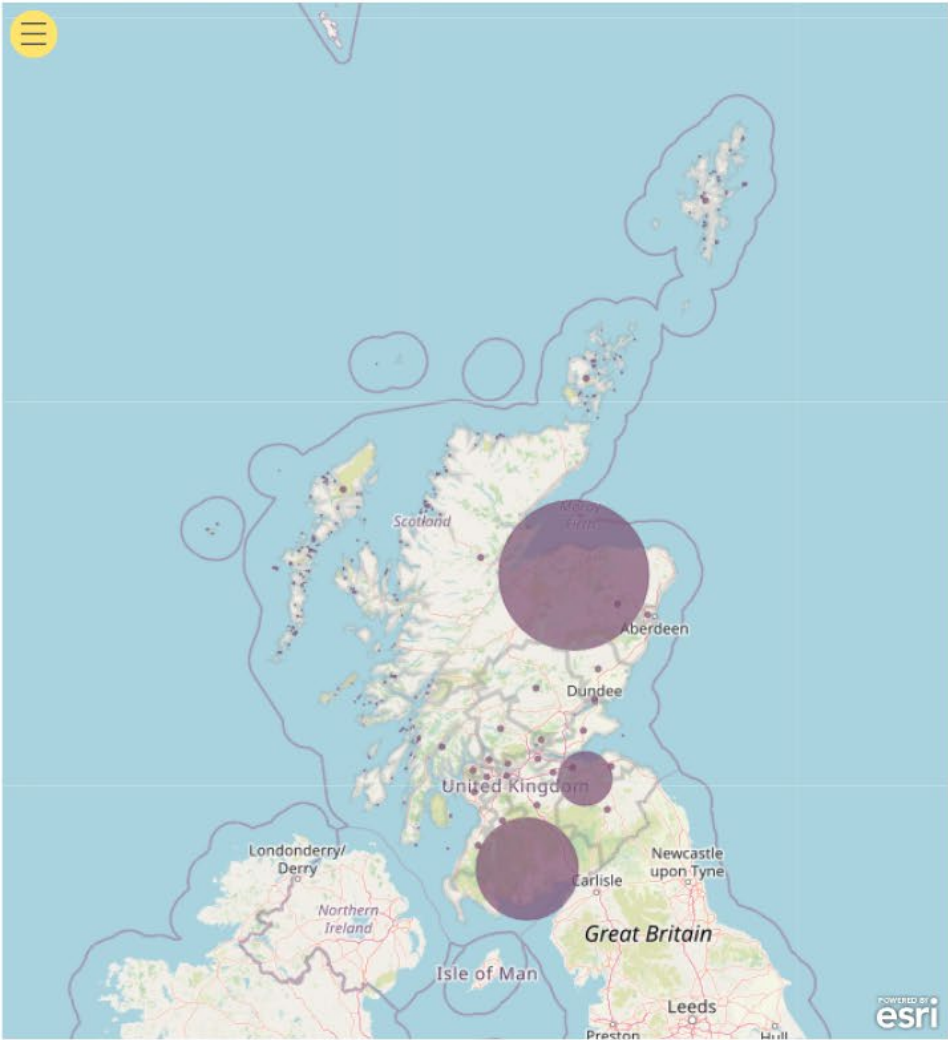 Moray
Firth
Scotland
Aberdeen
Dundee
United Kingdom
Londonderry/
Derry
Newcastle
upon Tyne
Carlisle
Northern
Ireland
Great Britain
Isle of Man
Leeds
Preston
Hull
POWERED BY
esri